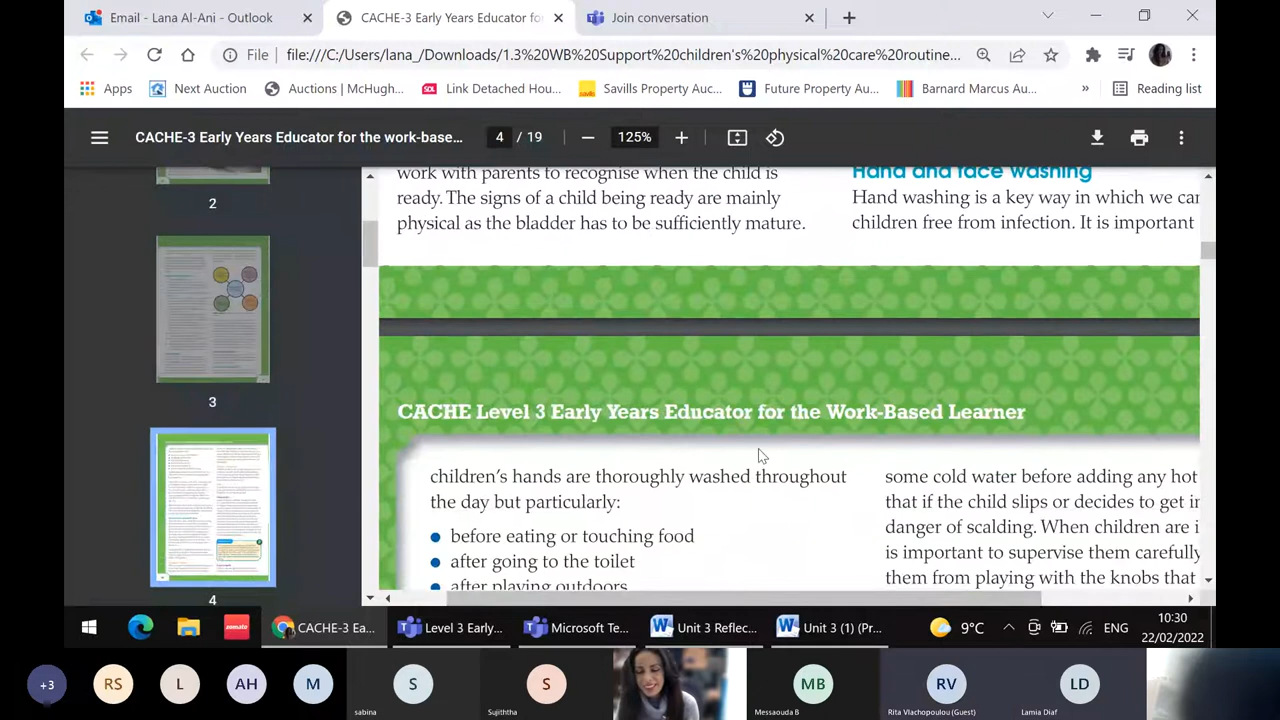 Email - Lana Al-Ani - Outlook
CACHE-3 Early Years Educator for
Join conversation
File
file:///C:/Users/lana_/Downloads/1.3%20WB%20Support%20children's%20physical%20care%20routine...
Apps
Next Auction
Auctions | McHugh...
Link Detached Hou...
Savills Property Auc...
Future Property Au...
Barnard Marcus Au...
»
Reading list
CACHE-3 Early Years Educator for the work-base...
4 / 19
125%
2
3
4
work with parents to recognise when the child is
ready. The signs of a child being ready are mainly
physical as the bladder has to be sufficiently mature.
Hand and face washing
Hand washing is a key way in which we can
children free from infection. It is important
CACHE Level 3 Early Years Educator for the Work-Based Learner
children's hands are thoroughly washed throughout
the day but particularly:
● before eating or touching food
● after going to the toilet
● after playing outdoors
some cold water before adding any hot
that if the child slips or decides to get in
danger of scalding. When children are i
is important to supervise them carefully
them from playing with the knobs that
CACHE-3 Ea...
Level 3 Early...
Microsoft Te...
Unit 3 Reflec...
Unit 3 (1) (Pr...
zomato
9°C
ENG
10:30
22/02/2022
+3
RS
L
AH
M
S
sabina
S
Sujiththa
MB
Messaouda B
RV
Rita Vlachopoulou (Guest)
LD
Lamia Diaf